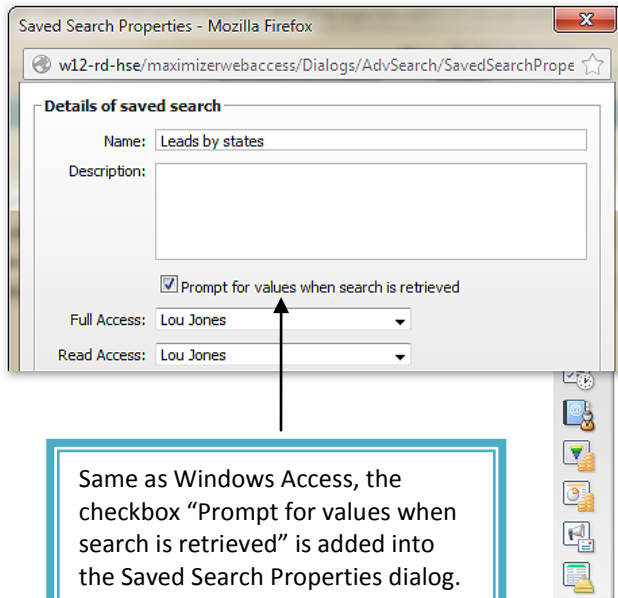 Saved Search Properties - Mozilla Firefox
w12-rd-hse/maximizerwebaccess/Dialogs/AdvSearch/SavedSearchPrope
Details of saved search
Name: Leads by states
Description:
Prompt for values when search is retrieved
Full Access: Lou Jones
Read Access: Lou Jones
Same as Windows Access, the
checkbox “Prompt for values when
search is retrieved” is added into
the Saved Search Properties dialog.